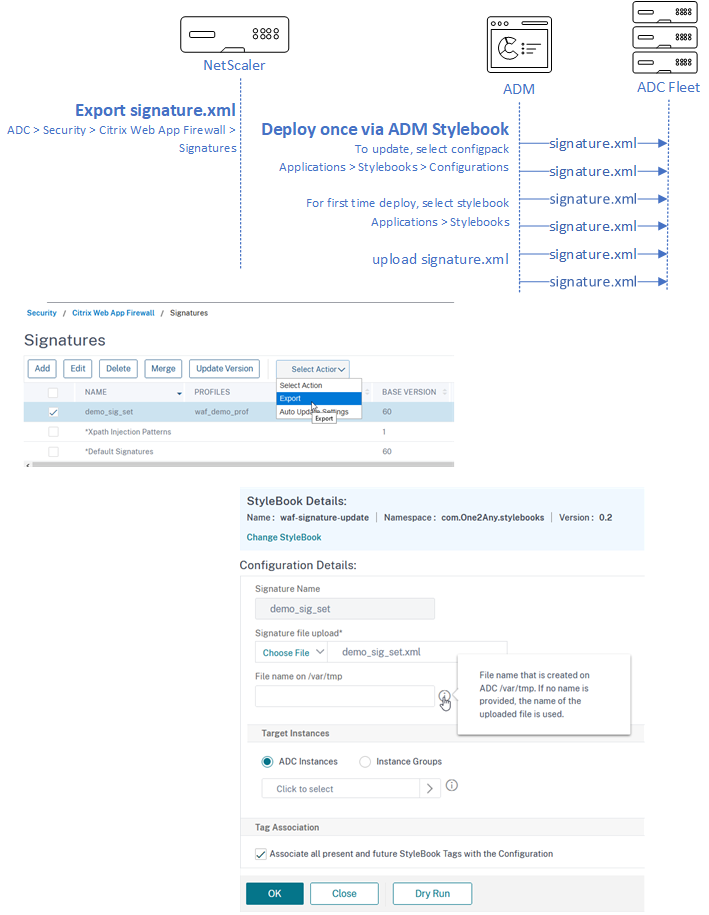 NetScaler
ADM
ADC Fleet
Export signature.xml
ADC > Security > Citrix Web App Firewall >
Signatures
Deploy once via ADM Stylebook
To update, select configpack
Applications > Stylebooks > Configurations
For first time deploy, select stylebook
Applications > Stylebooks
upload signature.xml
signature.xml
signature.xml
signature.xml
signature.xml
signature.xml
signature.xml
Security / Citrix Web App Firewall / Signatures
Signatures
Add Edit Delete Merge Update Version Select Action
Select Action
Export
Auto Update Settings
Export
NAME PROFILES BASE VERSION
demo_sig_set waf_demo_prof 60
*Xpath Injection Patterns 1
*Default Signatures 60
StyleBook Details:
Name : waf-signature-update | Namespace : com.One2Any.stylebooks | Version : 0.2
Change StyleBook
Configuration Details:
Signature Name
demo_sig_set
Signature file upload*
Choose File demo_sig_set.xml
File name on /var/tmp
File name that is created on
ADC /var/tmp. If no name is
provided, the name of the
uploaded file is used.
Target Instances
ADC Instances Instance Groups
Click to select
Tag Association
Associate all present and future StyleBook Tags with the Configuration
OK Close Dry Run